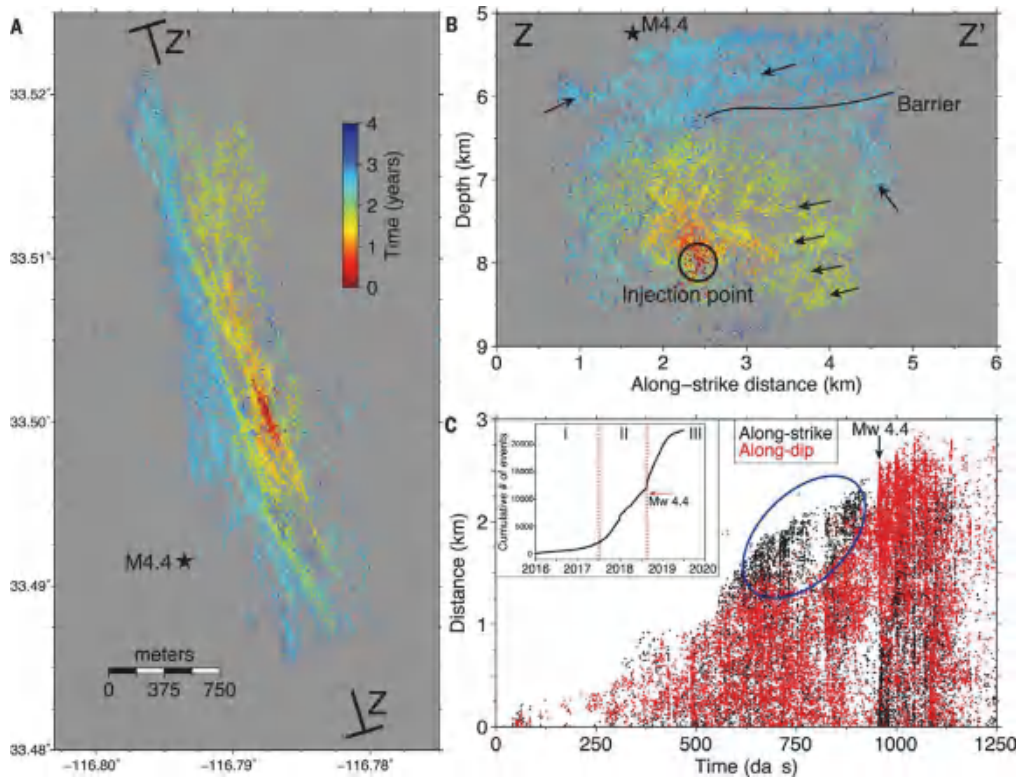 A
Z'
33.52°
33.51°
33.50°
33.49°
33.48°
4
3
2
1
0
Time (years)
M4.4
meters
0 375 750
Z
−116.80° −116.79° −116.78°
B
Z
M4.4
Z'
5
6
7
8
9
Depth (km)
Barrier
Injection point
0 1 2 3 4 5 6
Along−strike distance (km)
C
3
2
1
0
Distance (km)
Along-strike
Along-dip
Mw 4.4
I II III
20000
15000
10000
5000
0
Cumulative # of events
Mw 4.4
2016 2017 2018 2019 2020
0 250 500 750 1000 1250
Time (da s)